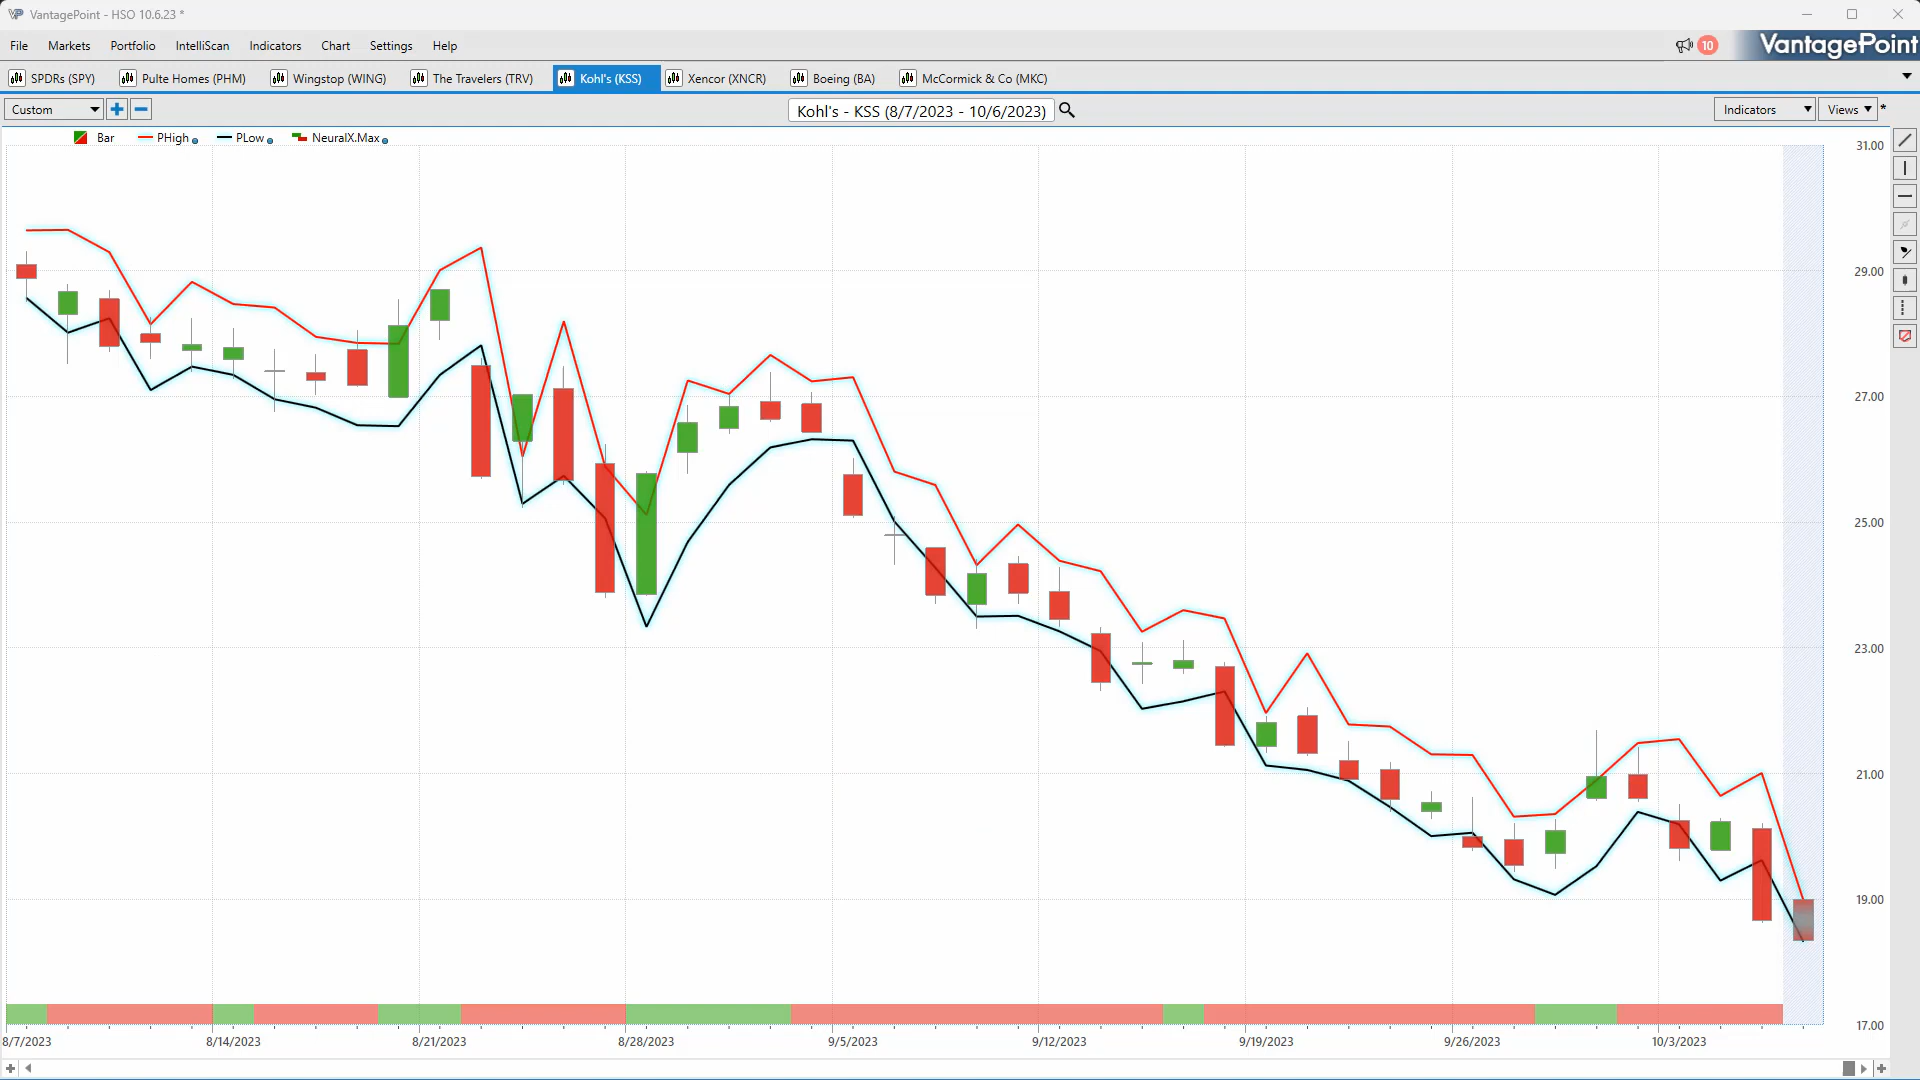 VantagePoint - HSO 10.6.23 *
File Markets Portfolio IntelliScan Indicators Chart Settings Help 10 VantagePoint
SPDRs (SPY) Pulte Homes (PHM) Wingstop (WING) The Travelers (TRV) Kohl's (KSS) Xencor (XNCR) Boeing (BA) McCormick & Co (MKC)
Custom Kohl's - KSS (8/7/2023 - 10/6/2023) Indicators Views *
Bar PHigh PLow NeuralX.Max
31.00
29.00
27.00
25.00
23.00
21.00
19.00
17.00
8/7/2023 8/14/2023 8/21/2023 8/28/2023 9/5/2023 9/12/2023 9/19/2023 9/26/2023 10/3/2023